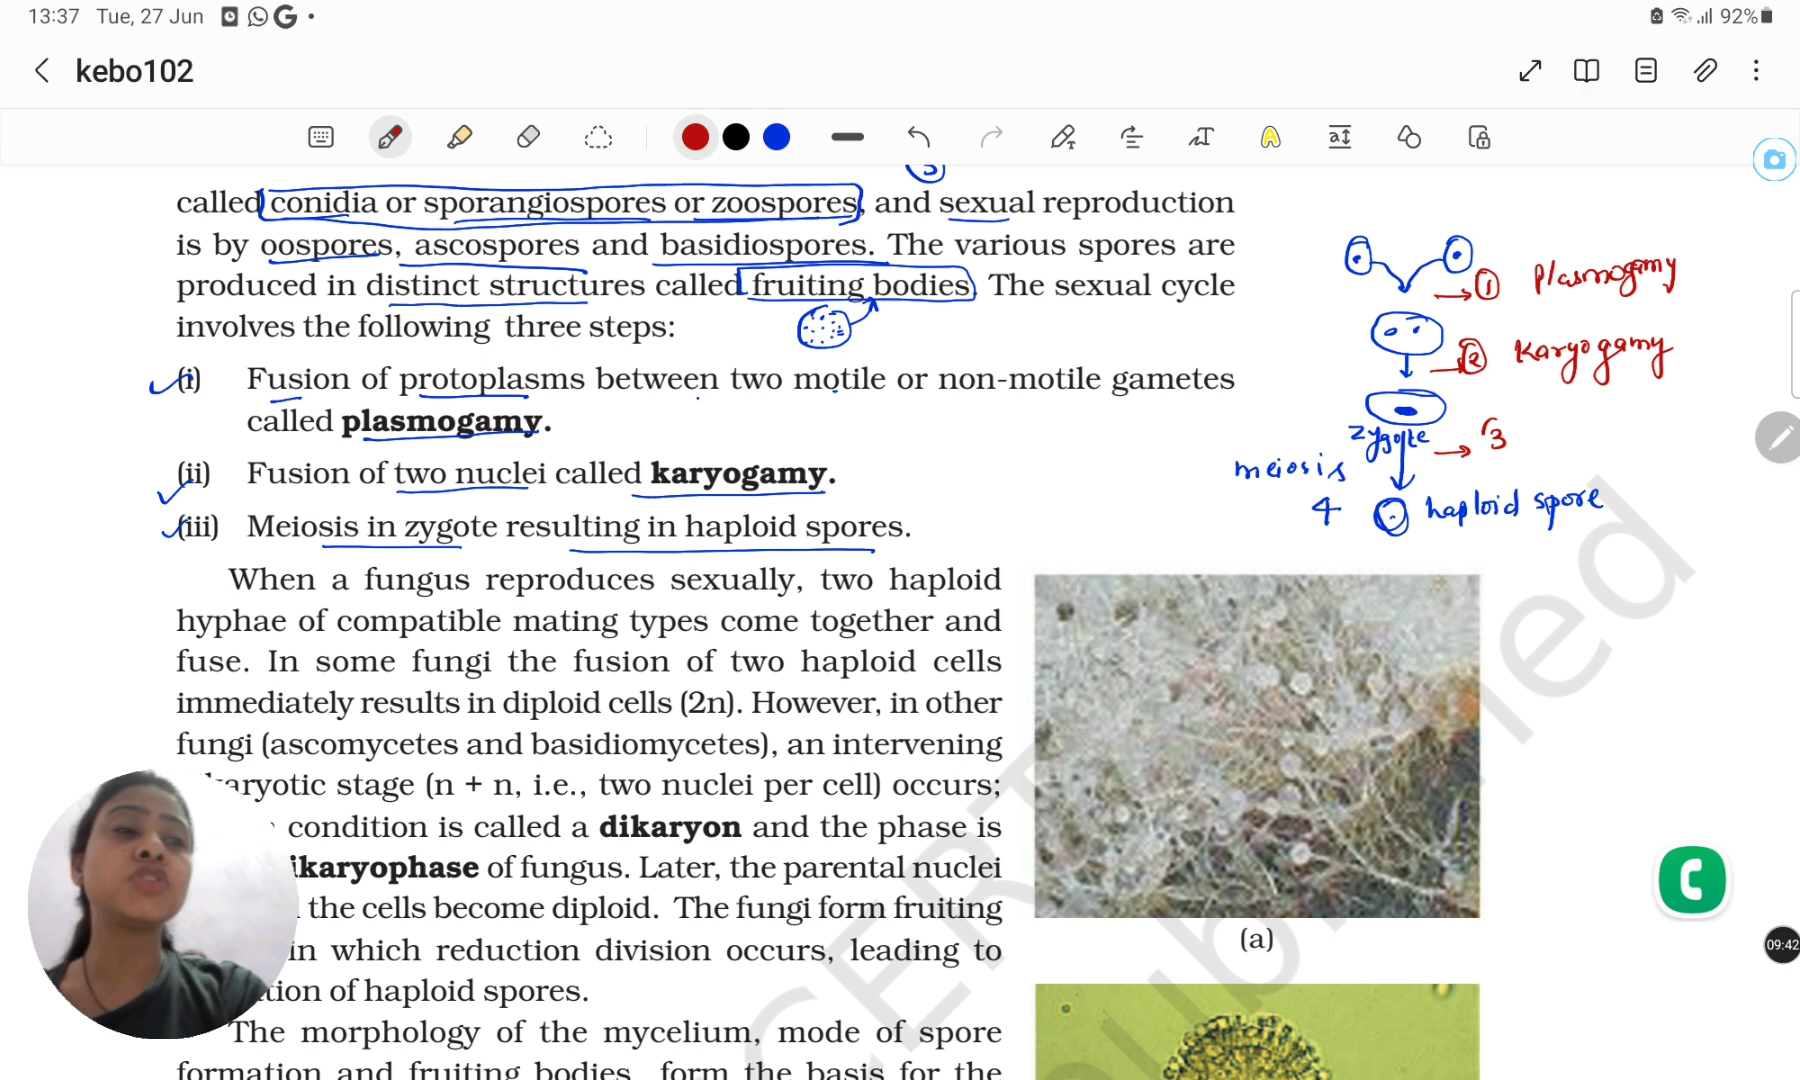 13:37 Tue, 27 Jun
92%
kebo102
3
called conidia or sporangiospores or zoospores, and sexual reproduction
is by oospores, ascospores and basidiospores. The various spores are
produced in distinct structures called fruiting bodies. The sexual cycle
involves the following three steps:
(i) Fusion of protoplasms between two motile or non-motile gametes
called plasmogamy.
(ii) Fusion of two nuclei called karyogamy.
(iii) Meiosis in zygote resulting in haploid spores.
1 Plasmogamy
2 Karyogamy
zygote 3
meiosis
4 haploid spore
When a fungus reproduces sexually, two haploid
hyphae of compatible mating types come together and
fuse. In some fungi the fusion of two haploid cells
immediately results in diploid cells (2n). However, in other
fungi (ascomycetes and basidiomycetes), an intervening
karyotic stage (n + n, i.e., two nuclei per cell) occurs;
condition is called a dikaryon and the phase is
ikaryophase of fungus. Later, the parental nuclei
the cells become diploid. The fungi form fruiting
in which reduction division occurs, leading to
tion of haploid spores.
The morphology of the mycelium, mode of spore
formation and fruiting bodies form the basis for the
(a)
09:42